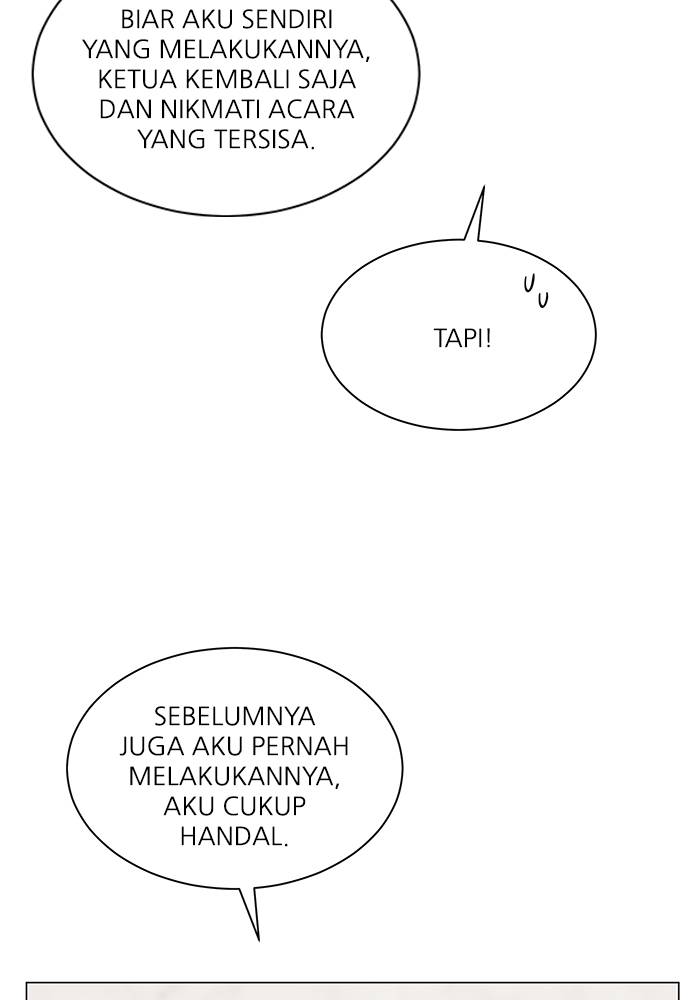 BIAR AKU SENDIRI
YANG MELAKUKANNYA,
KETUA KEMBALI SAJA
DAN NIKMATI ACARA
YANG TERSISA.
TAPI!
SEBELUMNYA
JUGA AKU PERNAH
MELAKUKANNYA,
AKU CUKUP
HANDAL.